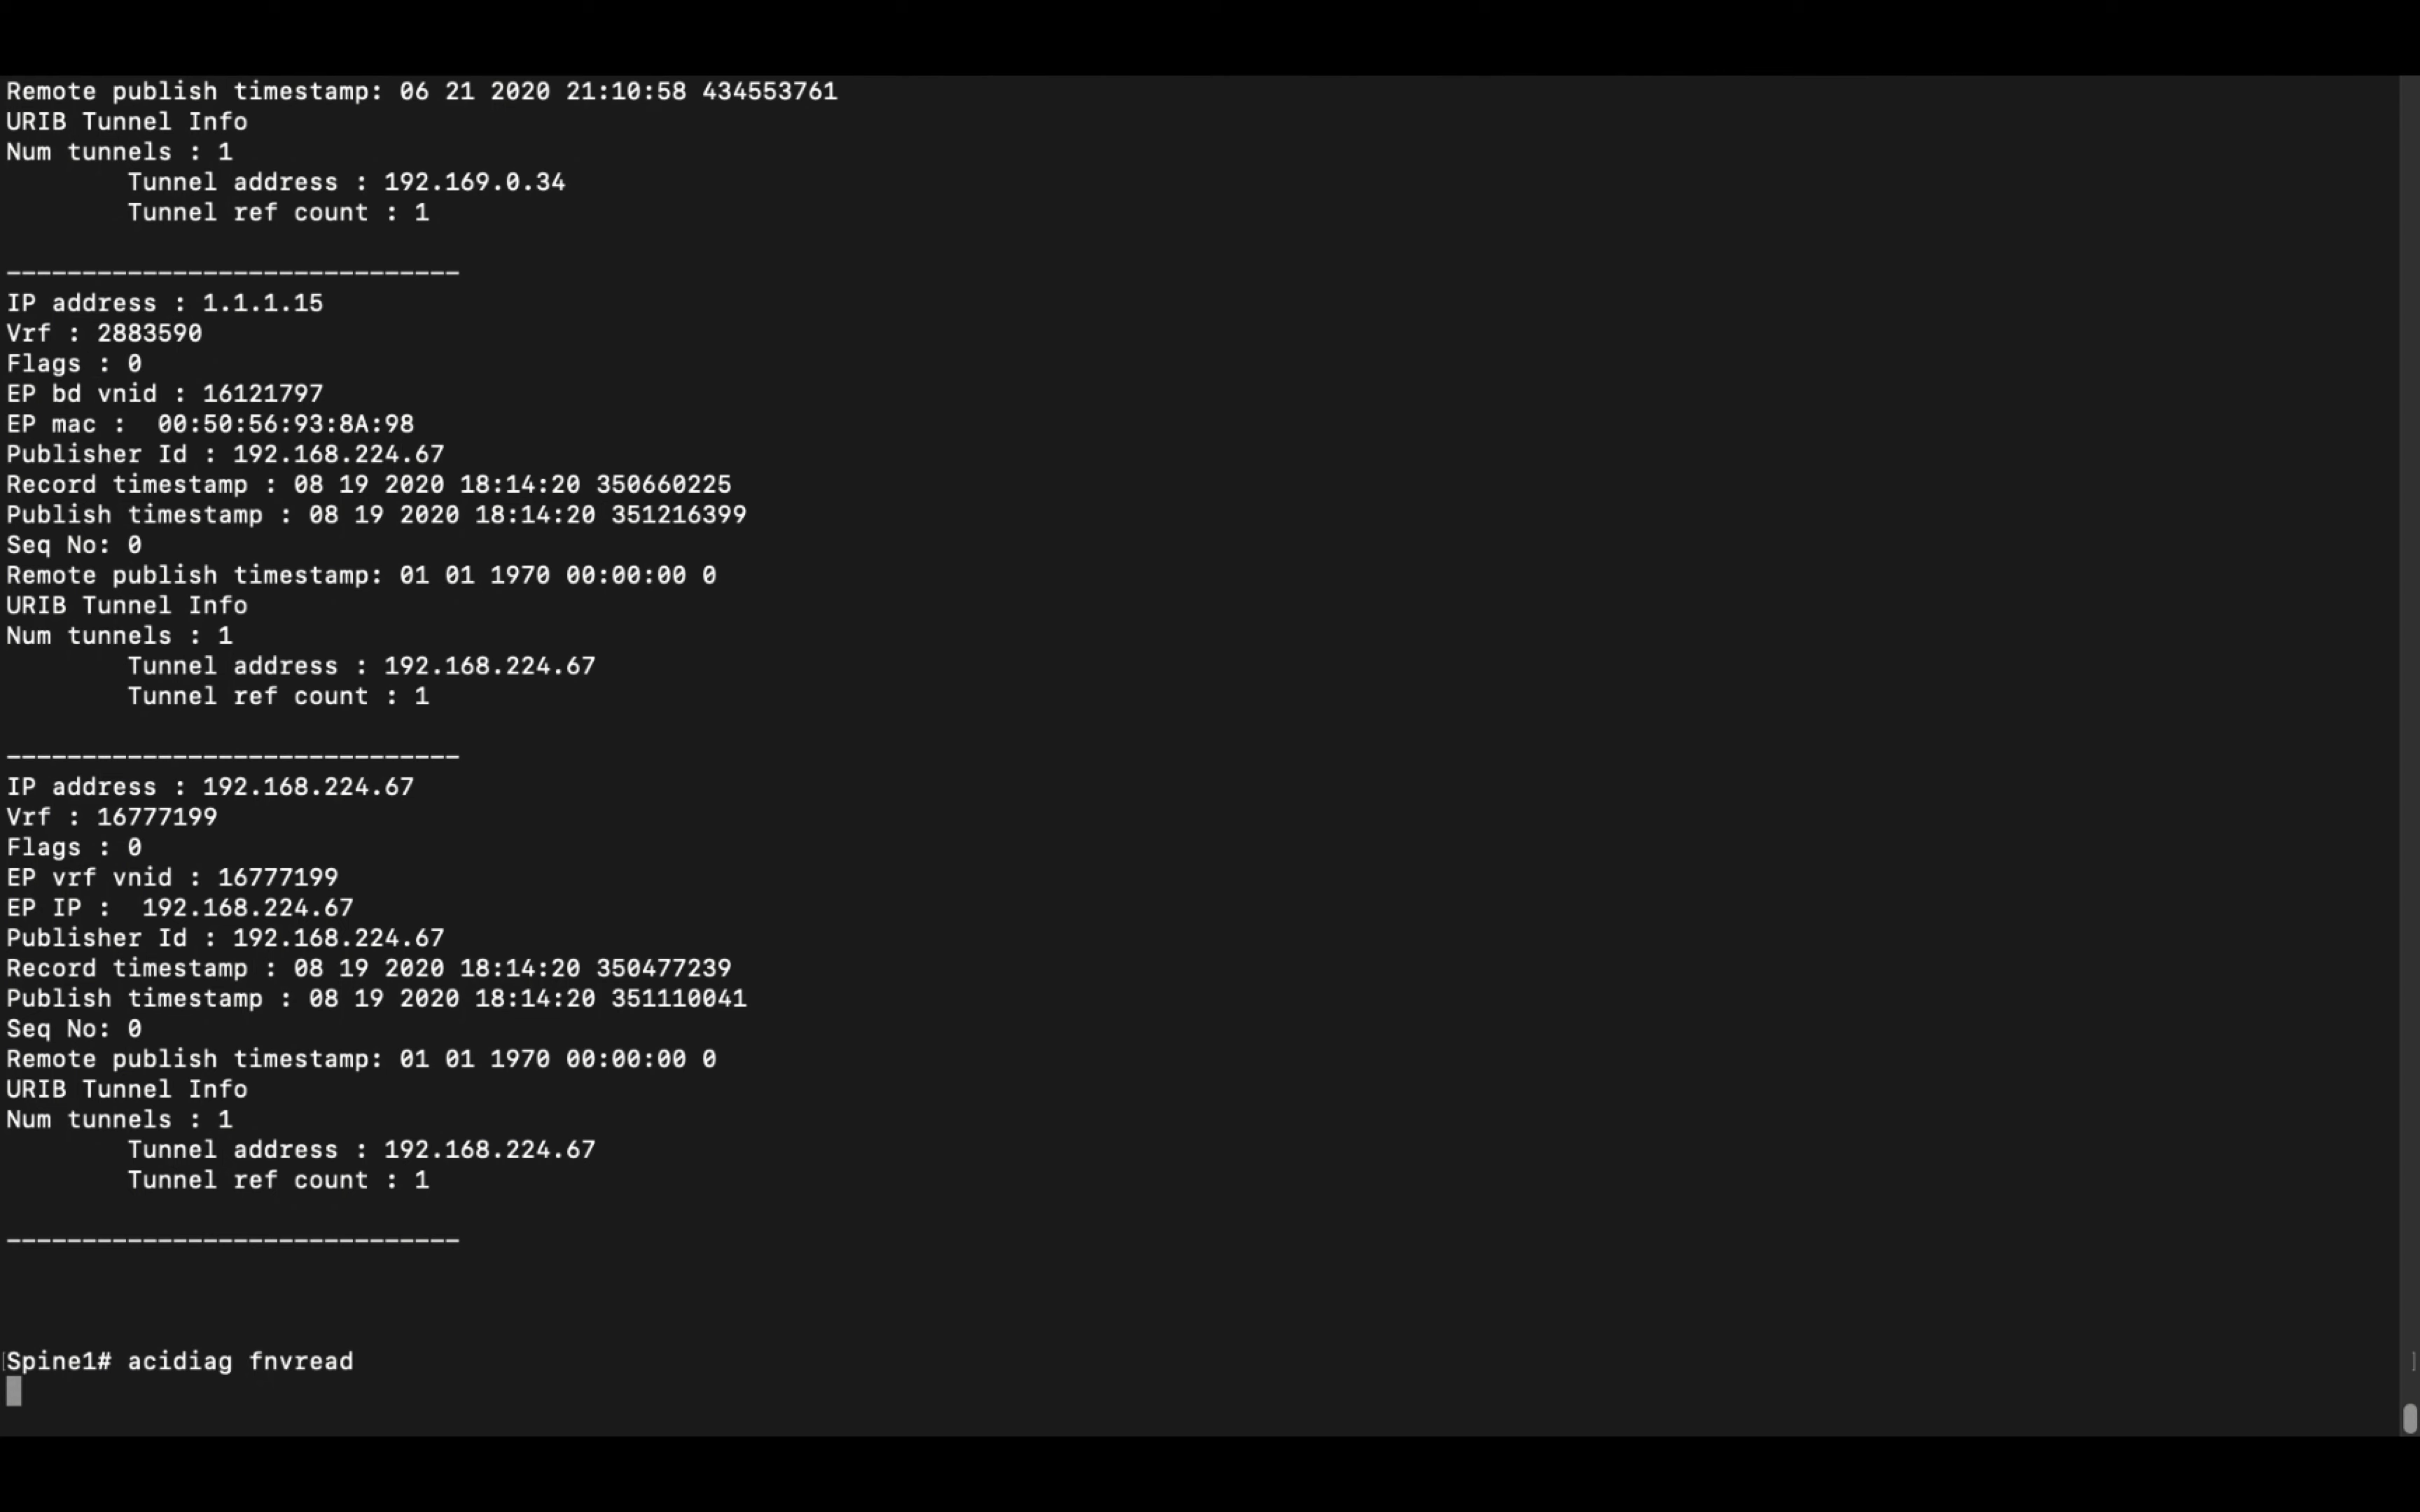 Remote publish timestamp: 06 21 2020 21:10:58 434553761
URIB Tunnel Info
Num tunnels : 1
        Tunnel address : 192.169.0.34
        Tunnel ref count : 1

------------------------------
IP address : 1.1.1.15
Vrf : 2883590
Flags : 0
EP bd vnid : 16121797
EP mac :  00:50:56:93:8A:98
Publisher Id : 192.168.224.67
Record timestamp : 08 19 2020 18:14:20 350660225
Publish timestamp : 08 19 2020 18:14:20 351216399
Seq No: 0
Remote publish timestamp: 01 01 1970 00:00:00 0
URIB Tunnel Info
Num tunnels : 1
        Tunnel address : 192.168.224.67
        Tunnel ref count : 1

------------------------------
IP address : 192.168.224.67
Vrf : 16777199
Flags : 0
EP vrf vnid : 16777199
EP IP :  192.168.224.67
Publisher Id : 192.168.224.67
Record timestamp : 08 19 2020 18:14:20 350477239
Publish timestamp : 08 19 2020 18:14:20 351110041
Seq No: 0
Remote publish timestamp: 01 01 1970 00:00:00 0
URIB Tunnel Info
Num tunnels : 1
        Tunnel address : 192.168.224.67
        Tunnel ref count : 1

------------------------------

Spine1# acidiag fnvread